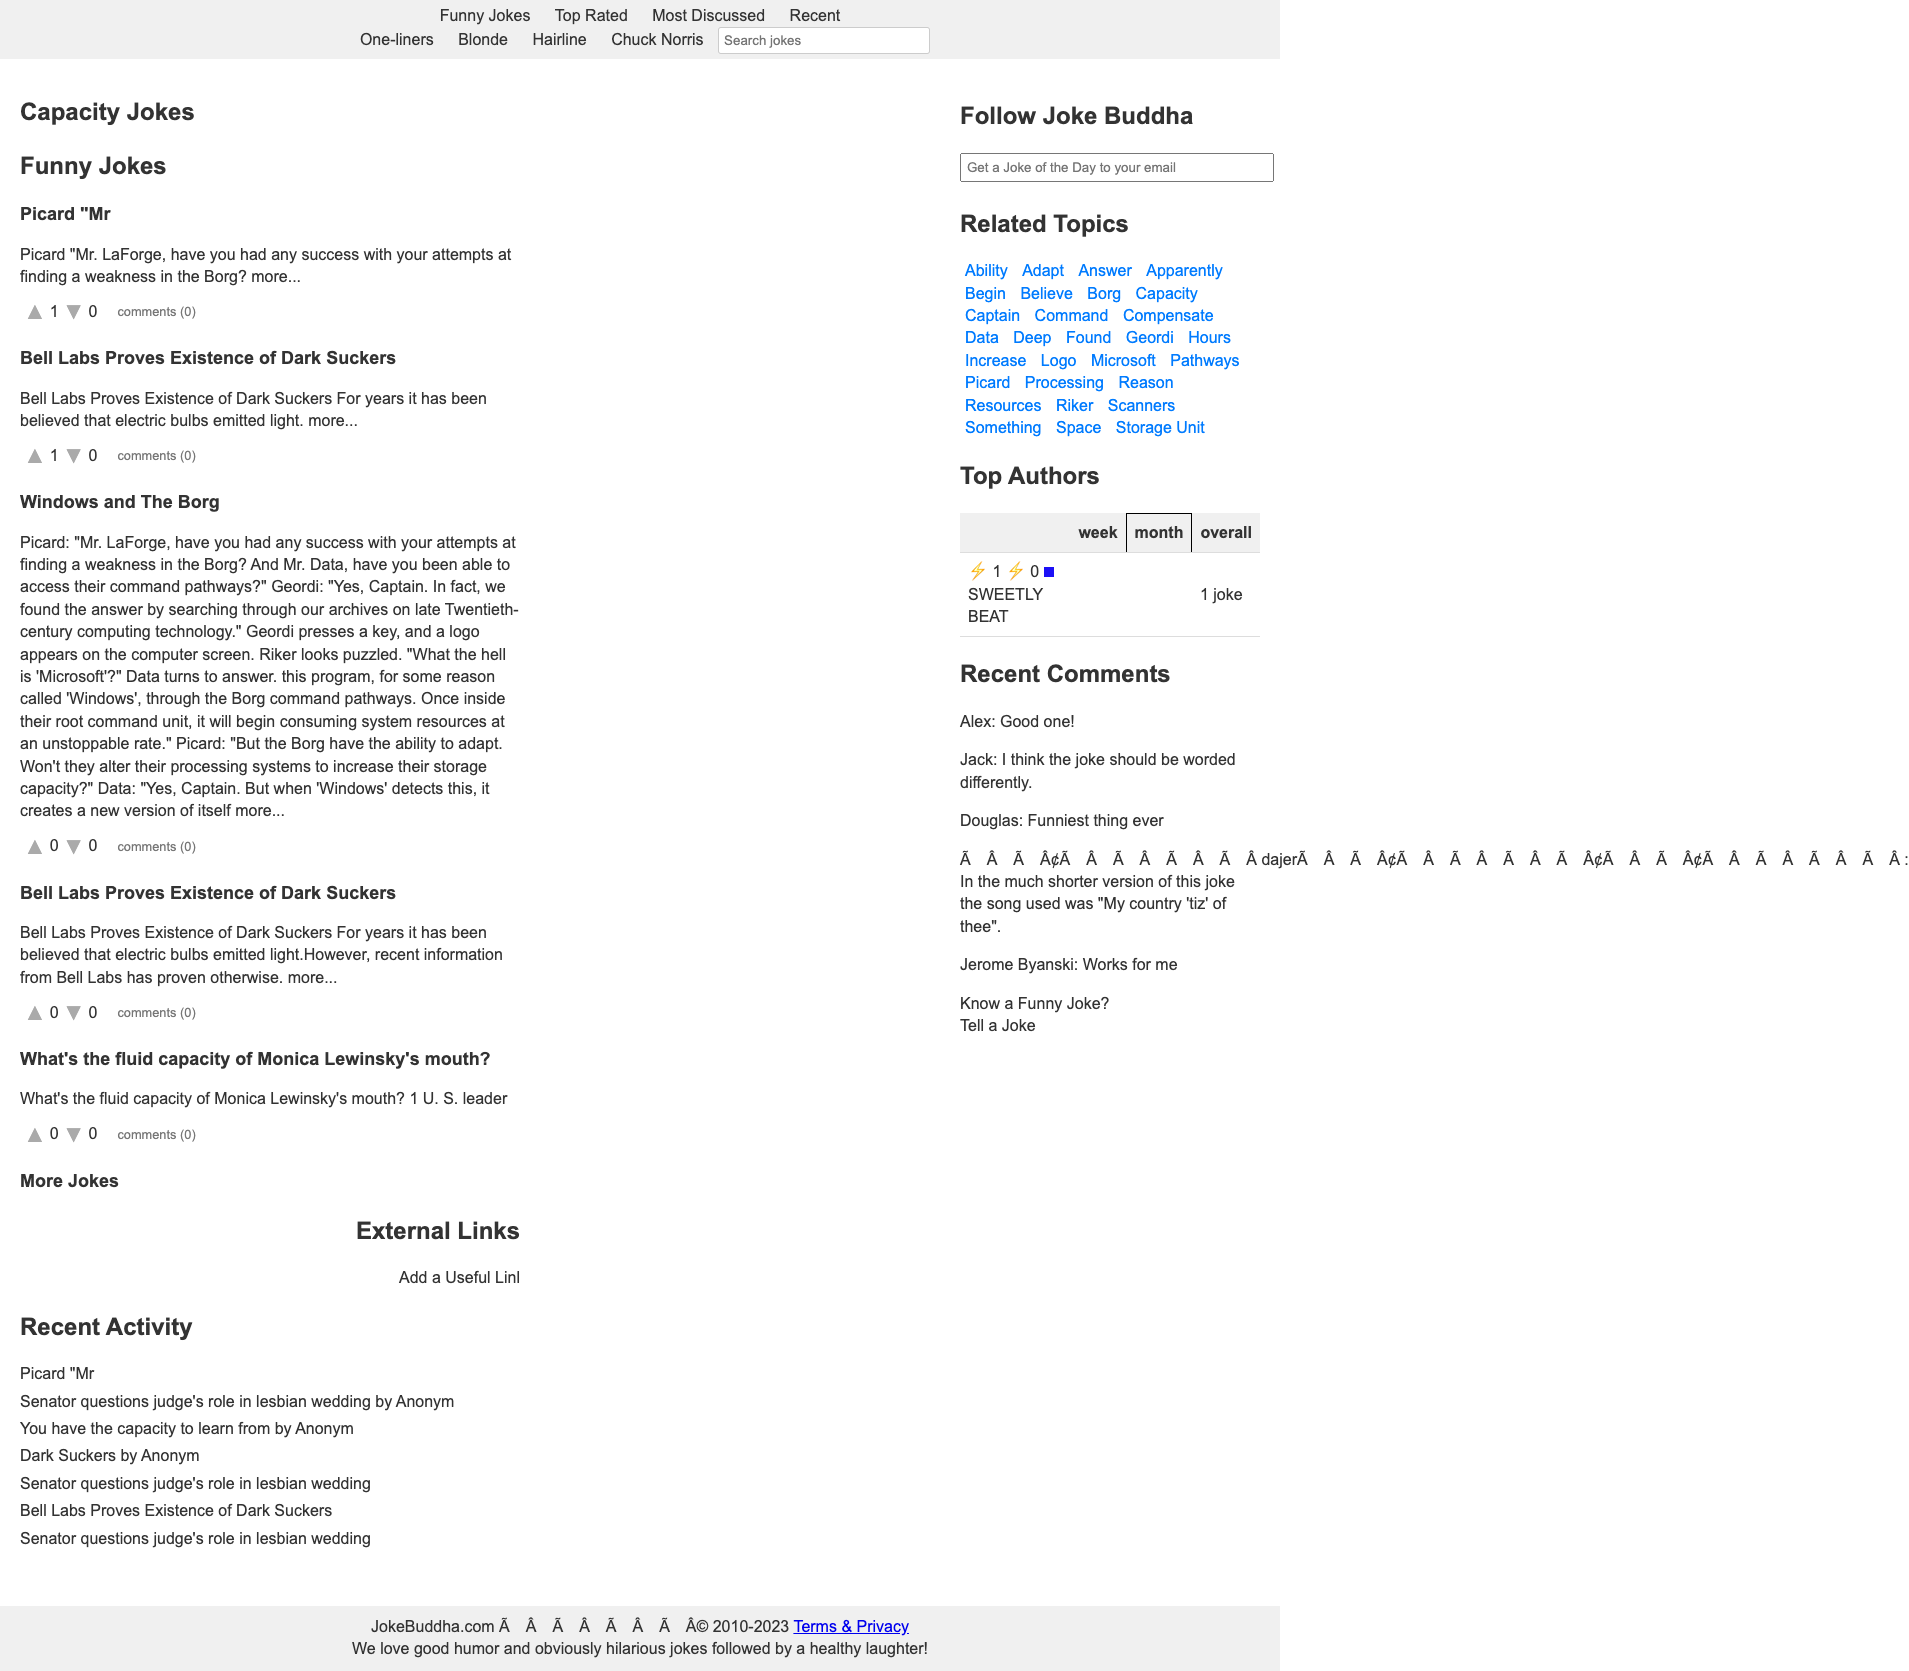 Funny Jokes Top Rated Most Discussed Recent
One-liners Blonde Hairline Chuck Norris Search jokes
Capacity Jokes
Funny Jokes
Picard "Mr
Picard "Mr. LaForge, have you had any success with your attempts at
finding a weakness in the Borg? more...
▲ 1 ▼ 0 comments (0)
Bell Labs Proves Existence of Dark Suckers
Bell Labs Proves Existence of Dark Suckers For years it has been
believed that electric bulbs emitted light. more...
▲ 1 ▼ 0 comments (0)
Windows and The Borg
Picard: "Mr. LaForge, have you had any success with your attempts at
finding a weakness in the Borg? And Mr. Data, have you been able to
access their command pathways?" Geordi: "Yes, Captain. In fact, we
found the answer by searching through our archives on late Twentieth-
century computing technology." Geordi presses a key, and a logo
appears on the computer screen. Riker looks puzzled. "What the hell
is 'Microsoft'?" Data turns to answer. this program, for some reason
called 'Windows', through the Borg command pathways. Once inside
their root command unit, it will begin consuming system resources at
an unstoppable rate." Picard: "But the Borg have the ability to adapt.
Won't they alter their processing systems to increase their storage
capacity?" Data: "Yes, Captain. But when 'Windows' detects this, it
creates a new version of itself more...
▲ 0 ▼ 0 comments (0)
Bell Labs Proves Existence of Dark Suckers
Bell Labs Proves Existence of Dark Suckers For years it has been
believed that electric bulbs emitted light.However, recent information
from Bell Labs has proven otherwise. more...
▲ 0 ▼ 0 comments (0)
What's the fluid capacity of Monica Lewinsky's mouth?
What's the fluid capacity of Monica Lewinsky's mouth? 1 U. S. leader
▲ 0 ▼ 0 comments (0)
More Jokes
External Links
Add a Useful Linl
Recent Activity
Picard "Mr
Senator questions judge's role in lesbian wedding by Anonym
You have the capacity to learn from by Anonym
Dark Suckers by Anonym
Senator questions judge's role in lesbian wedding
Bell Labs Proves Existence of Dark Suckers
Senator questions judge's role in lesbian wedding
Follow Joke Buddha
Get a Joke of the Day to your email
Related Topics
Ability Adapt Answer Apparently
Begin Believe Borg Capacity
Captain Command Compensate
Data Deep Found Geordi Hours
Increase Logo Microsoft Pathways
Picard Processing Reason
Resources Riker Scanners
Something Space Storage Unit
Top Authors
week month overall
⚡ 1 ⚡ 0 ■
SWEETLY 1 joke
BEAT
Recent Comments
Alex: Good one!
Jack: I think the joke should be worded
differently.
Douglas: Funniest thing ever
Ã Â Ã Â¢Ã Â Ã Â Ã Â Ã Â dajerÃ Â Ã Â¢Ã Â Ã Â Ã Â Ã Â¢Ã Â Ã Â¢Ã Â Ã Â Ã Â Ã Â :
In the much shorter version of this joke
the song used was "My country 'tiz' of
thee".
Jerome Byanski: Works for me
Know a Funny Joke?
Tell a Joke
JokeBuddha.com Ã Â Ã Â Ã Â Ã Â© 2010-2023 Terms & Privacy
We love good humor and obviously hilarious jokes followed by a healthy laughter!